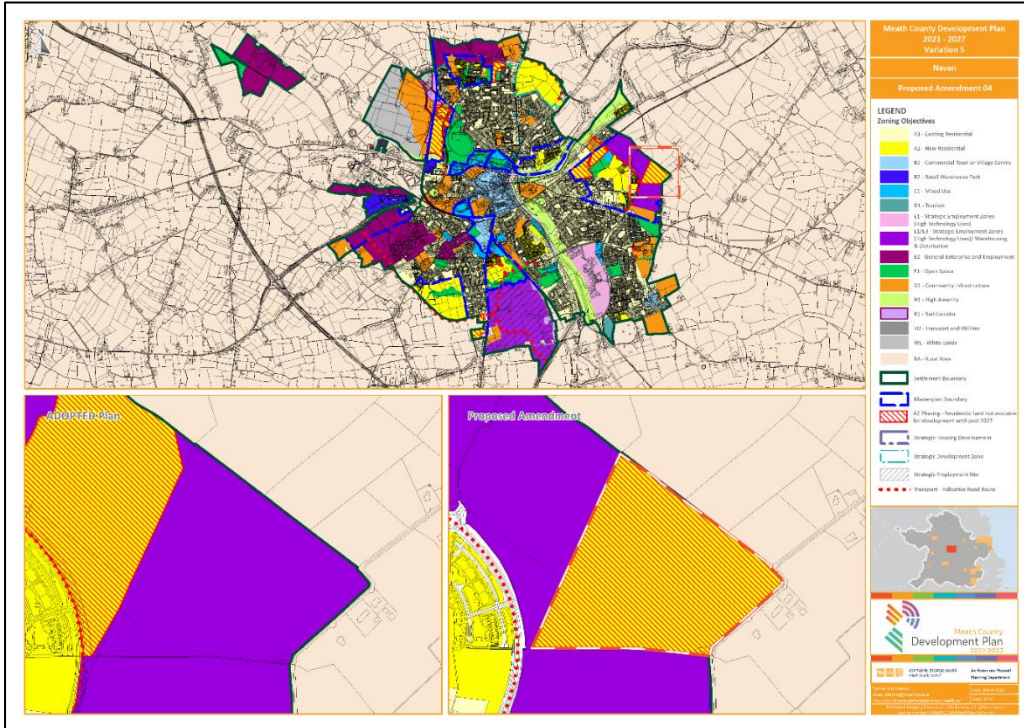 Meath County Development Plan
2021 - 2027
Variation 5
Navan
Proposed Amendment 04
LEGEND
Zoning Objectives
A1 - Existing Residential
A2 - New Residential
B1 - Commercial Town or Village Centre
B2 - Retail Warehouse Park
C1 - Mixed Use
D1 - Tourism
E1 - Strategic Employment Zones
(High Technology Uses)
E1/E3 - Strategic Employment Zones
(High Technology Uses)/ Warehousing
& Distribution
E2 - General Enterprise and Employment
F1 - Open Space
G1 - Community Infrastructure
H1 - High Amenity
R1 - Rail Corridor
TU - Transport and Utilities
WL - White Lands
RA - Rural Area
Settlement Boundary
Masterplan Boundary
A2 Phasing - Residential land not available
for development until post 2027
Strategic Housing Development
Strategic Development Zone
Strategic Employment Site
Transport - Indicative Road Route
ADOPTED Plan
Proposed Amendment
Meath County
Development Plan
2021-2027
Planning Department